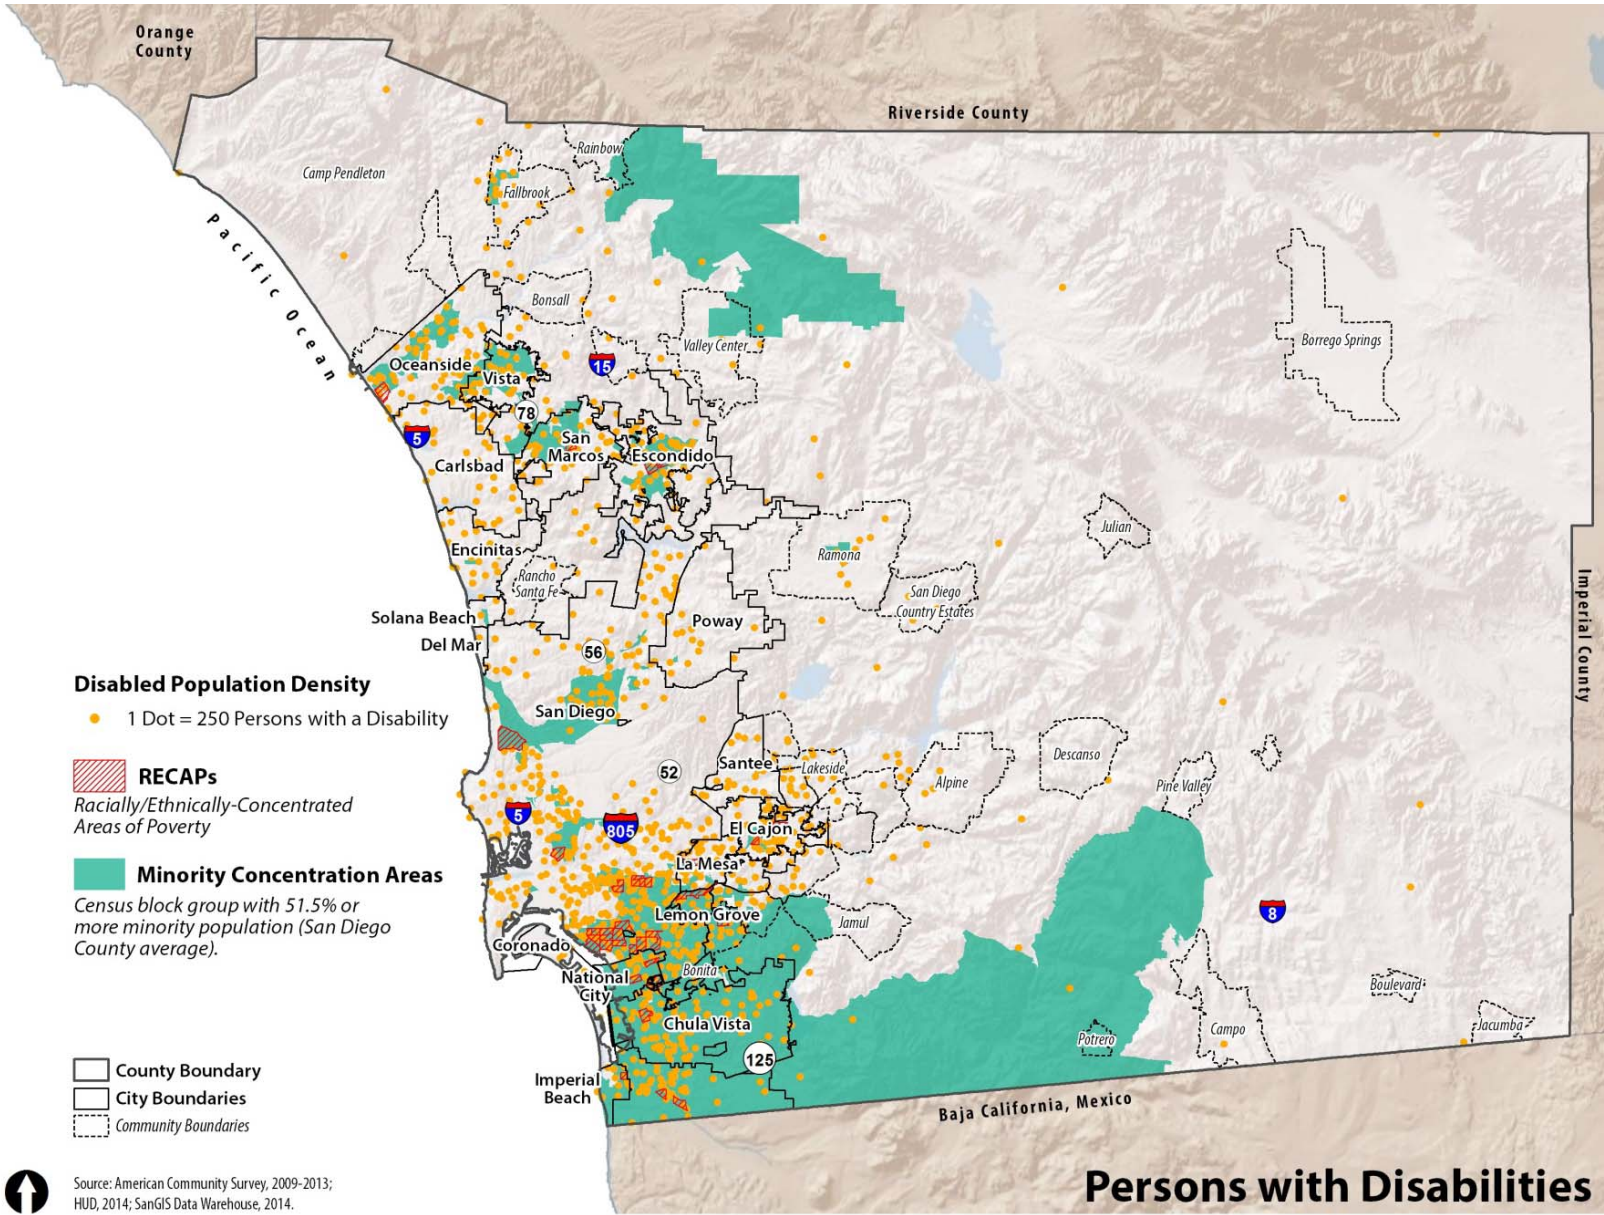 Orange
County
Riverside County
Camp Pendleton
Rainbow
Fallbrook
Pacific Ocean
Bonsall
Valley Center
Borrego Springs
Oceanside
Vista
15
78
5
San
Marcos
Escondido
Carlsbad
Encinitas
Rancho
Santa Fe
Ramona
Julian
San Diego
Country Estates
Imperial County
Solana Beach
Del Mar
Poway
56
San Diego
Disabled Population Density
1 Dot = 250 Persons with a Disability
RECAPs
Racially/Ethnically-Concentrated
Areas of Poverty
Minority Concentration Areas
Census block group with 51.5% or
more minority population (San Diego
County average).
52
Santee
Lakeside
Alpine
Descanso
Pine Valley
5
805
El Cajon
La Mesa
Lemon Grove
Jamul
8
Coronado
National
City
Bonita
Chula Vista
125
Boulevard
Potrero
Campo
Jacumba
Imperial
Beach
Baja California, Mexico
County Boundary
City Boundaries
Community Boundaries
Source: American Community Survey, 2009-2013;
HUD, 2014; SanGIS Data Warehouse, 2014.
Persons with Disabilities